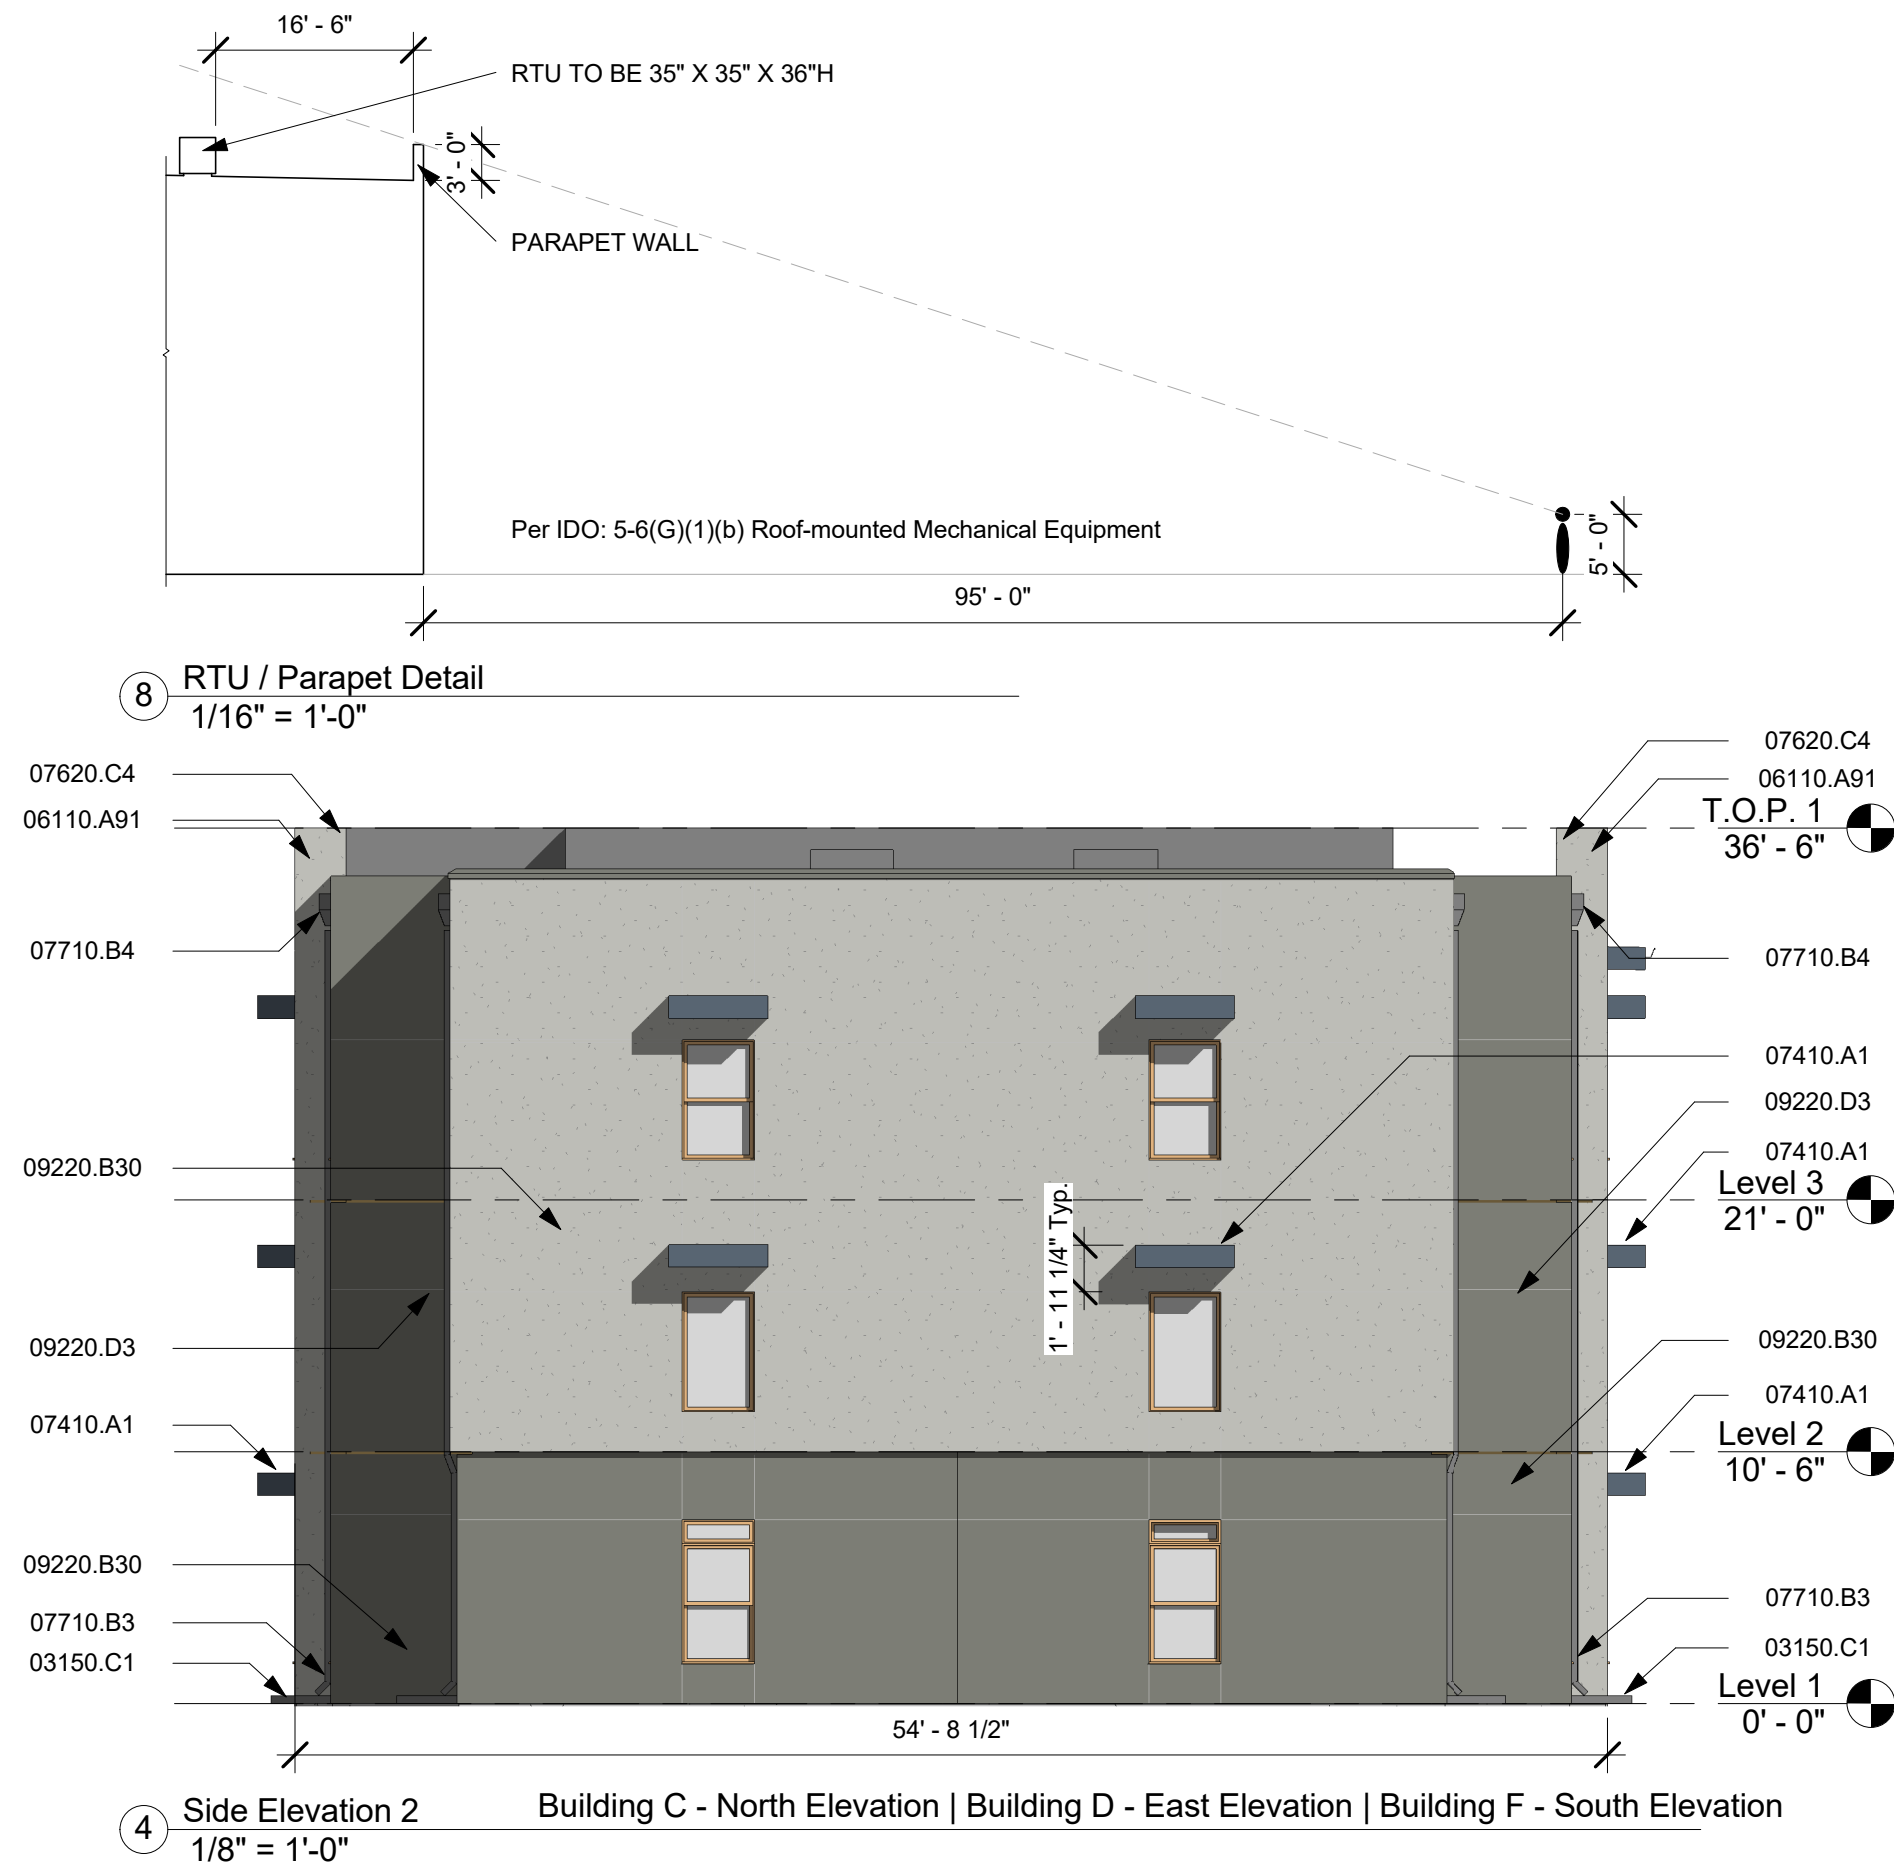 16' - 6"
RTU TO BE 35" X 35" X 36"H
3' - 0"
PARAPET WALL
Per IDO: 5-6(G)(1)(b) Roof-mounted Mechanical Equipment
5' - 0"
95' - 0"
8 RTU / Parapet Detail
1/16" = 1'-0"
07620.C4
07620.C4
06110.A91
06110.A91
T.O.P. 1
36' - 6"
07710.B4
07710.B4
07410.A1
09220.D3
07410.A1
09220.B30
Level 3
21' - 0"
1' - 11 1/4" Typ.
09220.D3
09220.B30
07410.A1
07410.A1
Level 2
10' - 6"
09220.B30
07710.B3
07710.B3
03150.C1
03150.C1
Level 1
0' - 0"
54' - 8 1/2"
4 Side Elevation 2 Building C - North Elevation | Building D - East Elevation | Building F - South Elevation
1/8" = 1'-0"